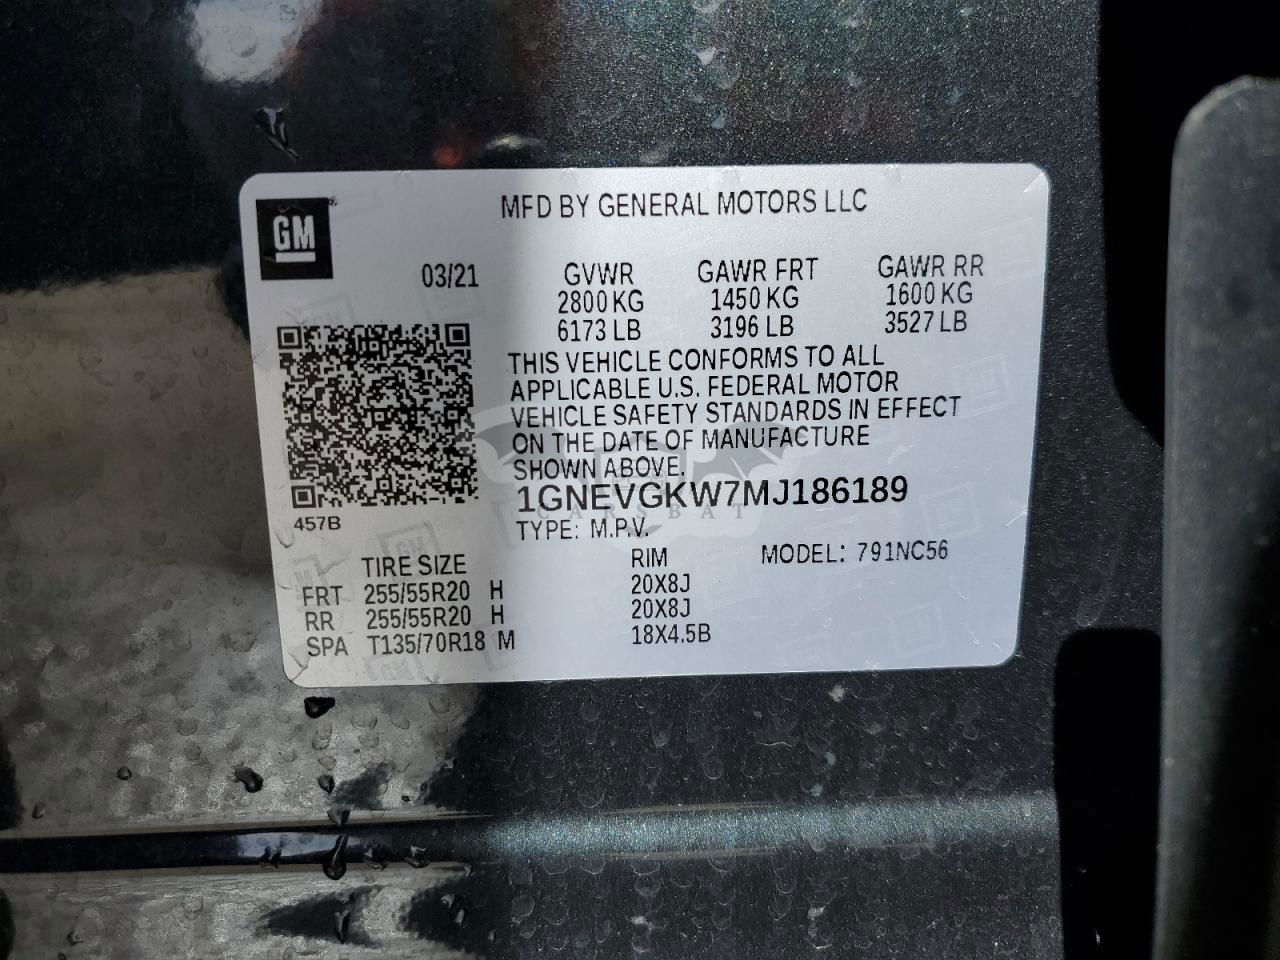 GM
MFD BY GENERAL MOTORS LLC
03/21
GVWR GAWR FRT GAWR RR
2800 KG 1450 KG 1600 KG
6173 LB 3196 LB 3527 LB
THIS VEHICLE CONFORMS TO ALL
APPLICABLE U.S. FEDERAL MOTOR
VEHICLE SAFETY STANDARDS IN EFFECT
ON THE DATE OF MANUFACTURE
SHOWN ABOVE.
1GNEVGKW7MJ186189
CARSBAT
457B
TYPE: M.P.V.
TIRE SIZE RIM MODEL: 791NC56
FRT 255/55R20 H 20X8J
RR 255/55R20 H 20X8J
SPA T135/70R18 M 18X4.5B